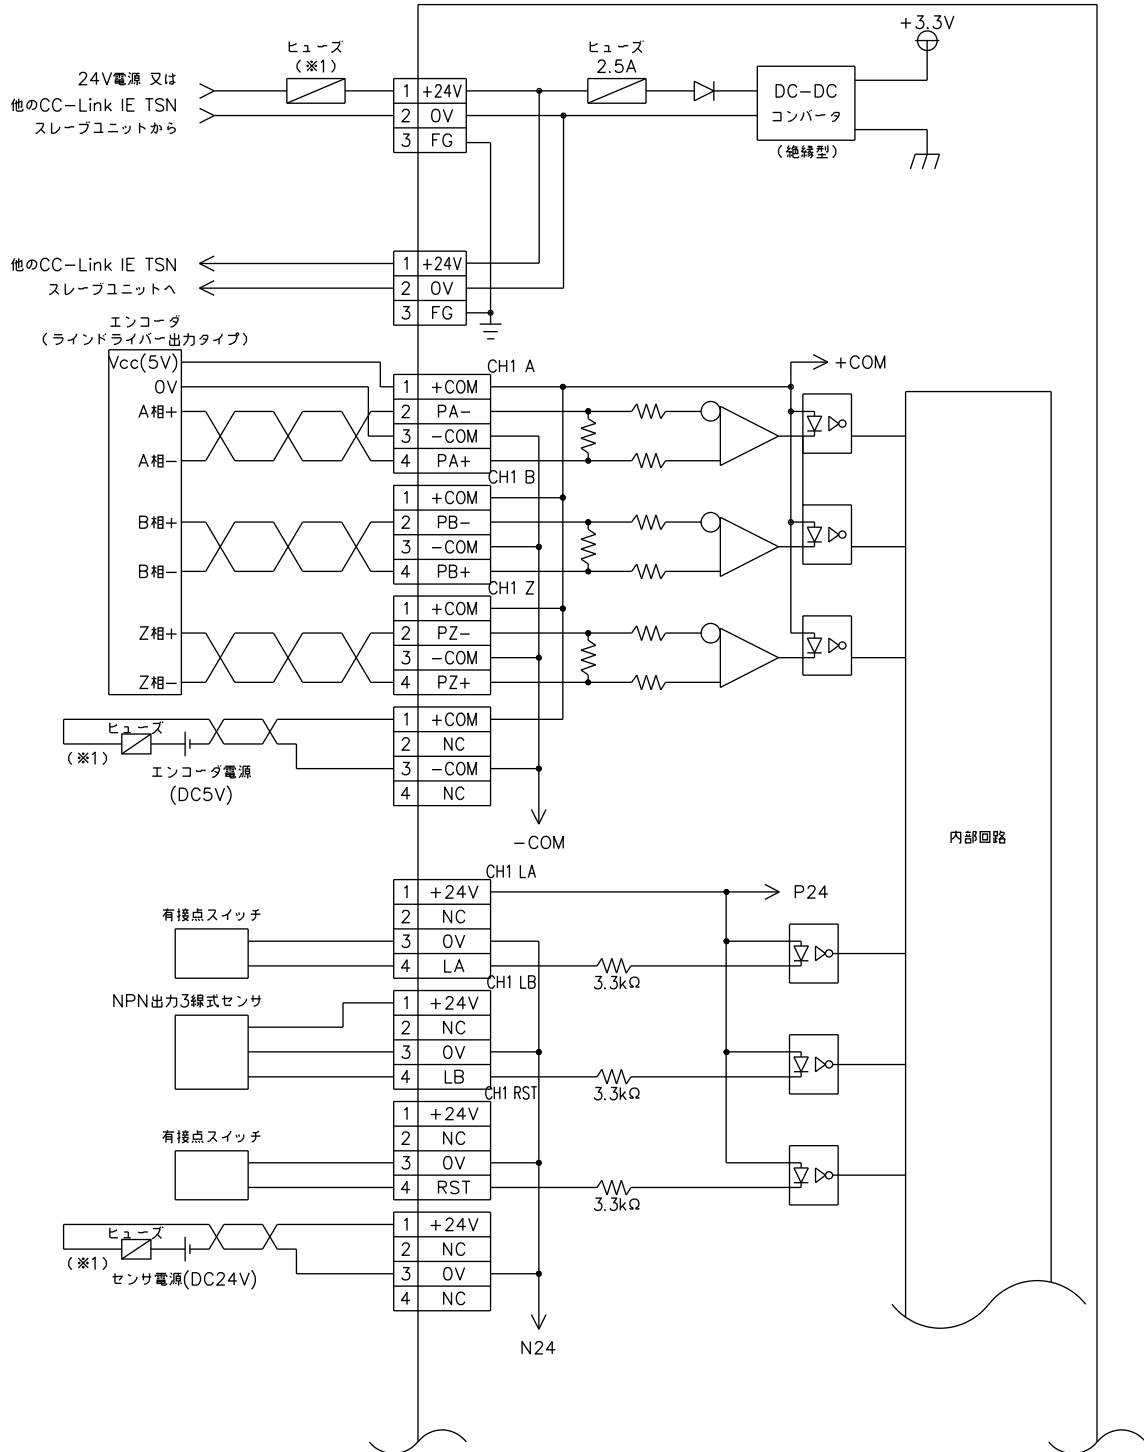 +3.3V
ヒューズ
(※1)
ヒューズ
2.5A
24V電源 又は
他のCC-Link IE TSN
スレーブユニットから
1 +24V
2 0V
3 FG
DC-DC
コンバータ
(絶縁型)
他のCC-Link IE TSN
スレーブユニットへ
1 +24V
2 0V
3 FG
エンコーダ
(ラインドライバー出力タイプ)
Vcc(5V)
0V
A相+
A相-
B相+
B相-
Z相+
Z相-
CH1 A
1 +COM
2 PA-
3 -COM
4 PA+
+COM
CH1 B
1 +COM
2 PB-
3 -COM
4 PB+
CH1 Z
1 +COM
2 PZ-
3 -COM
4 PZ+
1 +COM
2 NC
3 -COM
4 NC
ヒューズ
(※1)
エンコーダ電源
(DC5V)
-COM
内部回路
CH1 LA
1 +24V
2 NC
3 0V
4 LA
P24
有接点スイッチ
3.3kΩ
CH1 LB
NPN出力3線式センサ
1 +24V
2 NC
3 0V
4 LB
3.3kΩ
CH1 RST
1 +24V
2 NC
3 0V
4 RST
有接点スイッチ
3.3kΩ
1 +24V
2 NC
3 0V
4 NC
ヒューズ
(※1)
センサ電源(DC24V)
N24